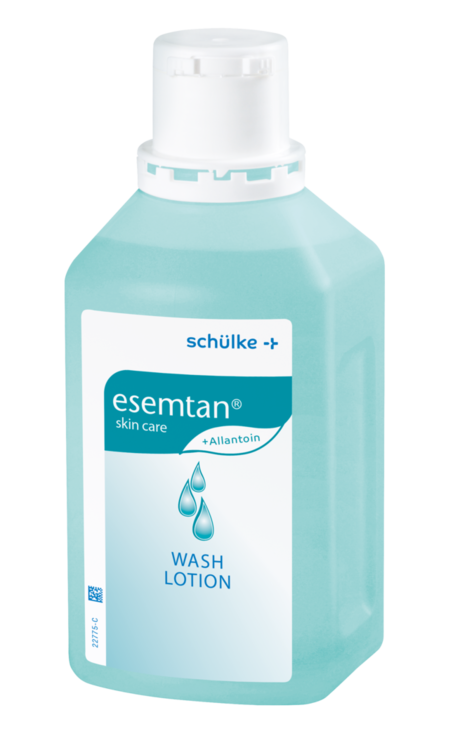 schülke -+
esemtan®
skin care
+Allantoin
WASH
LOTION
22775-C